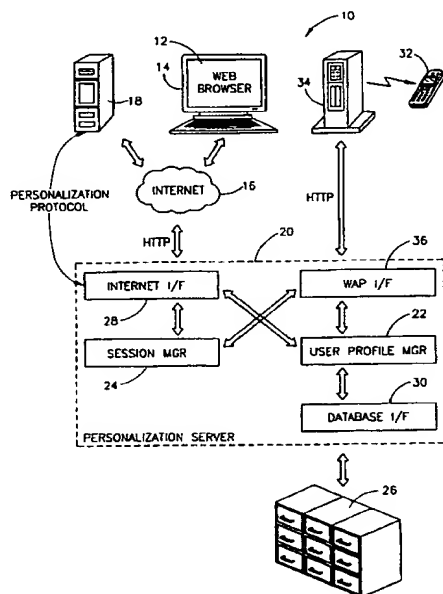 10
12
14
WEB
BROWSER
34
32
18
INTERNET
16
PERSONALIZATION
PROTOCOL
HTTP
HTTP
20
36
INTERNET I/F
WAP I/F
28
22
SESSION MGR
USER PROFILE MGR
24
30
DATABASE I/F
PERSONALIZATION SERVER
26